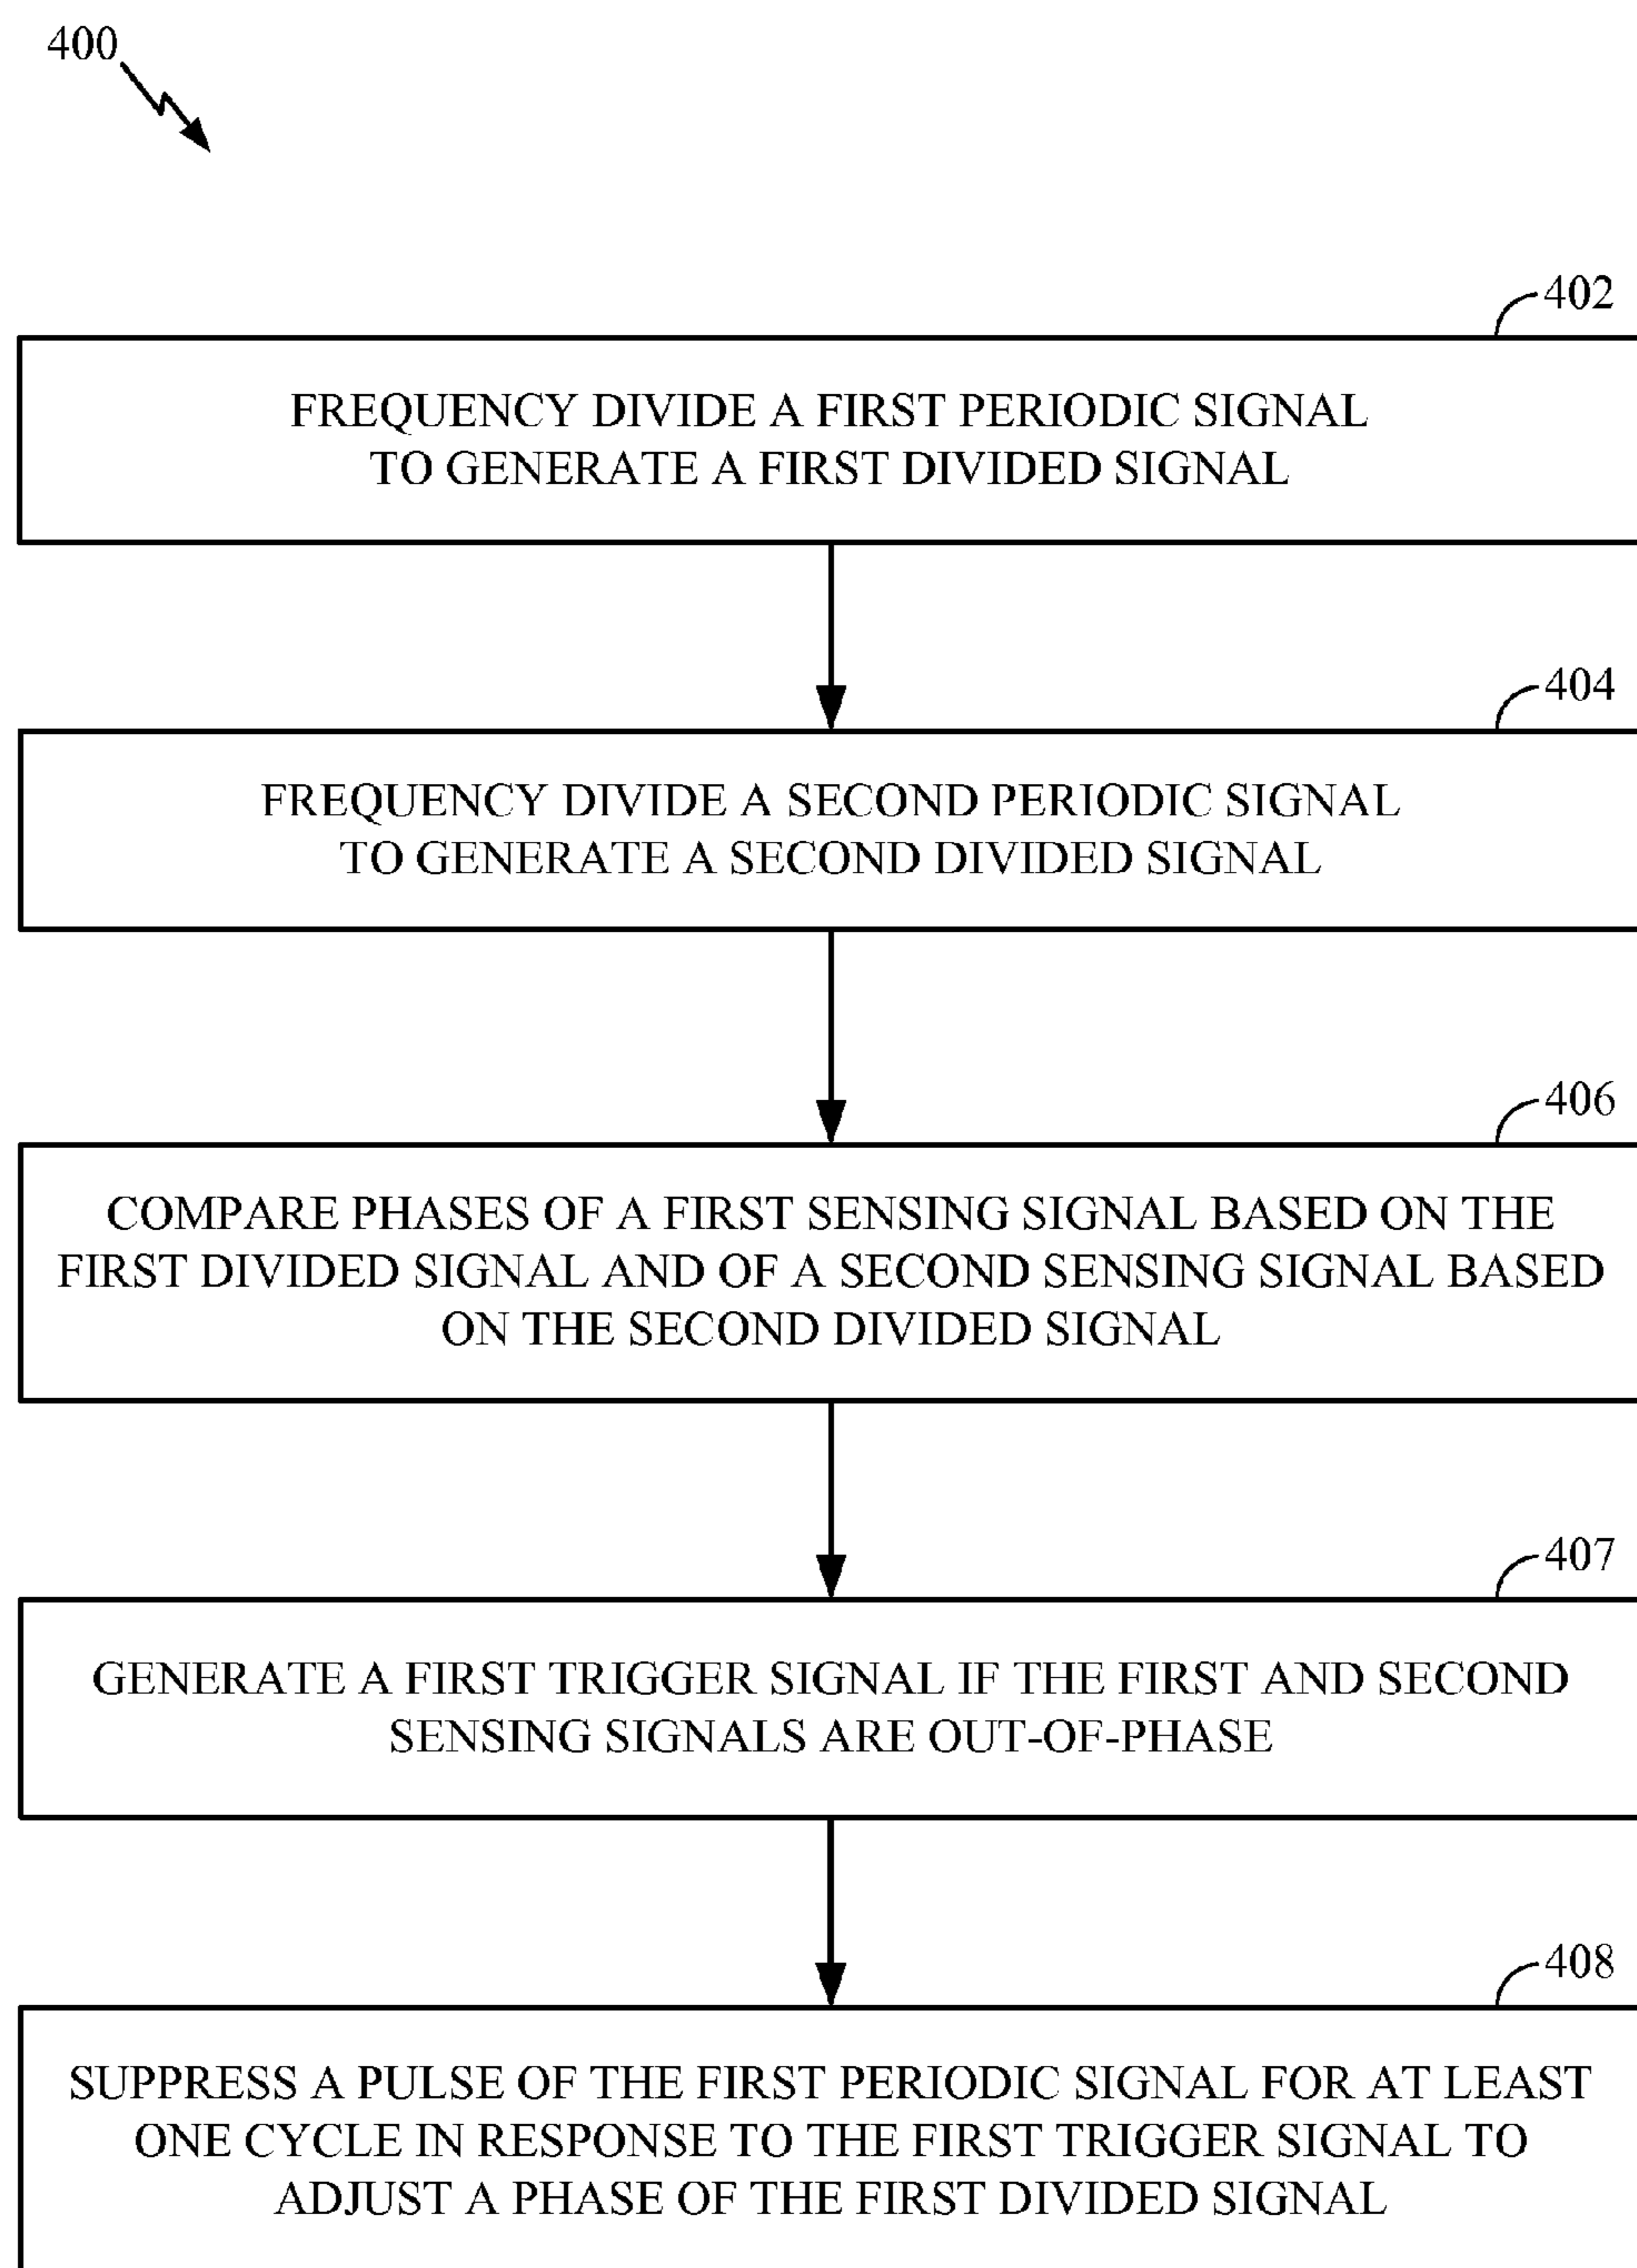 400
402
FREQUENCY DIVIDE A FIRST PERIODIC SIGNAL
TO GENERATE A FIRST DIVIDED SIGNAL
404
FREQUENCY DIVIDE A SECOND PERIODIC SIGNAL
TO GENERATE A SECOND DIVIDED SIGNAL
406
COMPARE PHASES OF A FIRST SENSING SIGNAL BASED ON THE
FIRST DIVIDED SIGNAL AND OF A SECOND SENSING SIGNAL BASED
ON THE SECOND DIVIDED SIGNAL
407
GENERATE A FIRST TRIGGER SIGNAL IF THE FIRST AND SECOND
SENSING SIGNALS ARE OUT-OF-PHASE
408
SUPPRESS A PULSE OF THE FIRST PERIODIC SIGNAL FOR AT LEAST
ONE CYCLE IN RESPONSE TO THE FIRST TRIGGER SIGNAL TO
ADJUST A PHASE OF THE FIRST DIVIDED SIGNAL